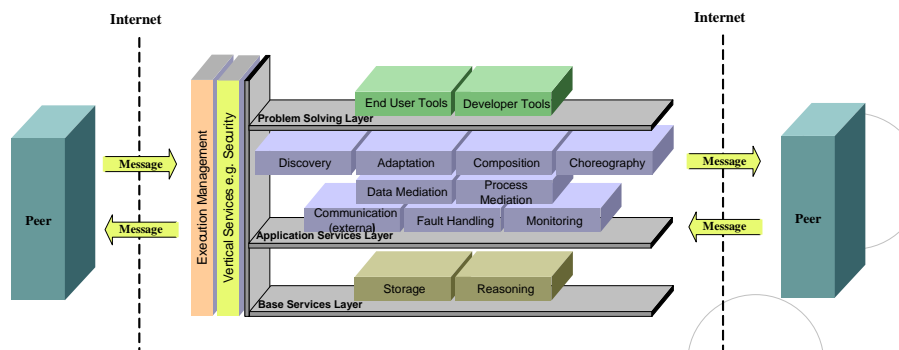 Internet
Internet
End User Tools
Developer Tools
Problem Solving Layer
Discovery
Adaptation
Composition
Choreography
Message
Message
Data Mediation
Process
Mediation
Peer
Peer
Execution Management
Vertical Services e.g. Security
Communication
(external)
Fault Handling
Monitoring
Message
Message
Application Services Layer
Storage
Reasoning
Base Services Layer